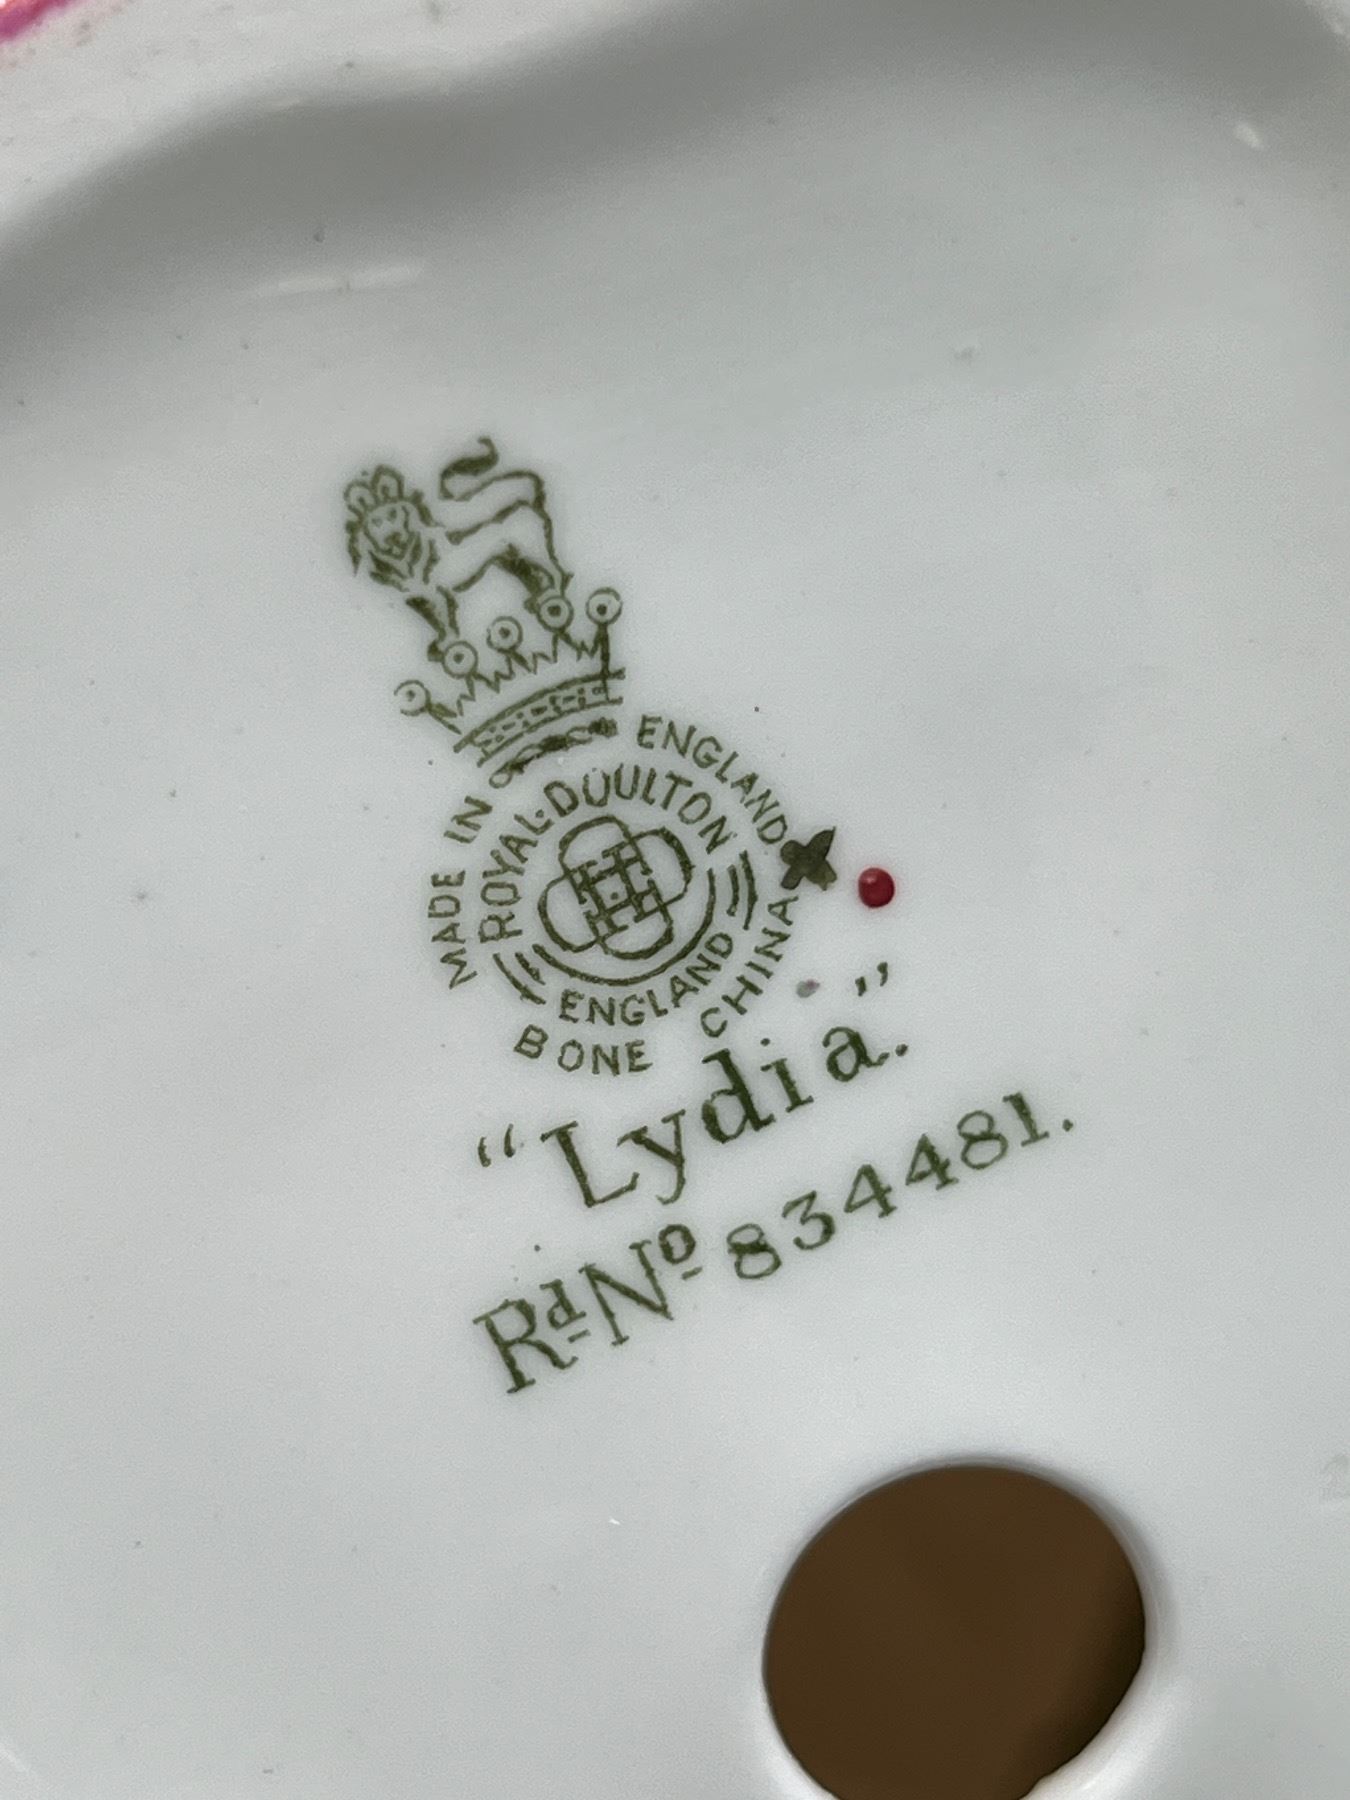 MADE IN ENGLAND
ROYAL·DOULTON
ENGLAND
BONE CHINA
“Lydia.”
Rd Nº 834481.